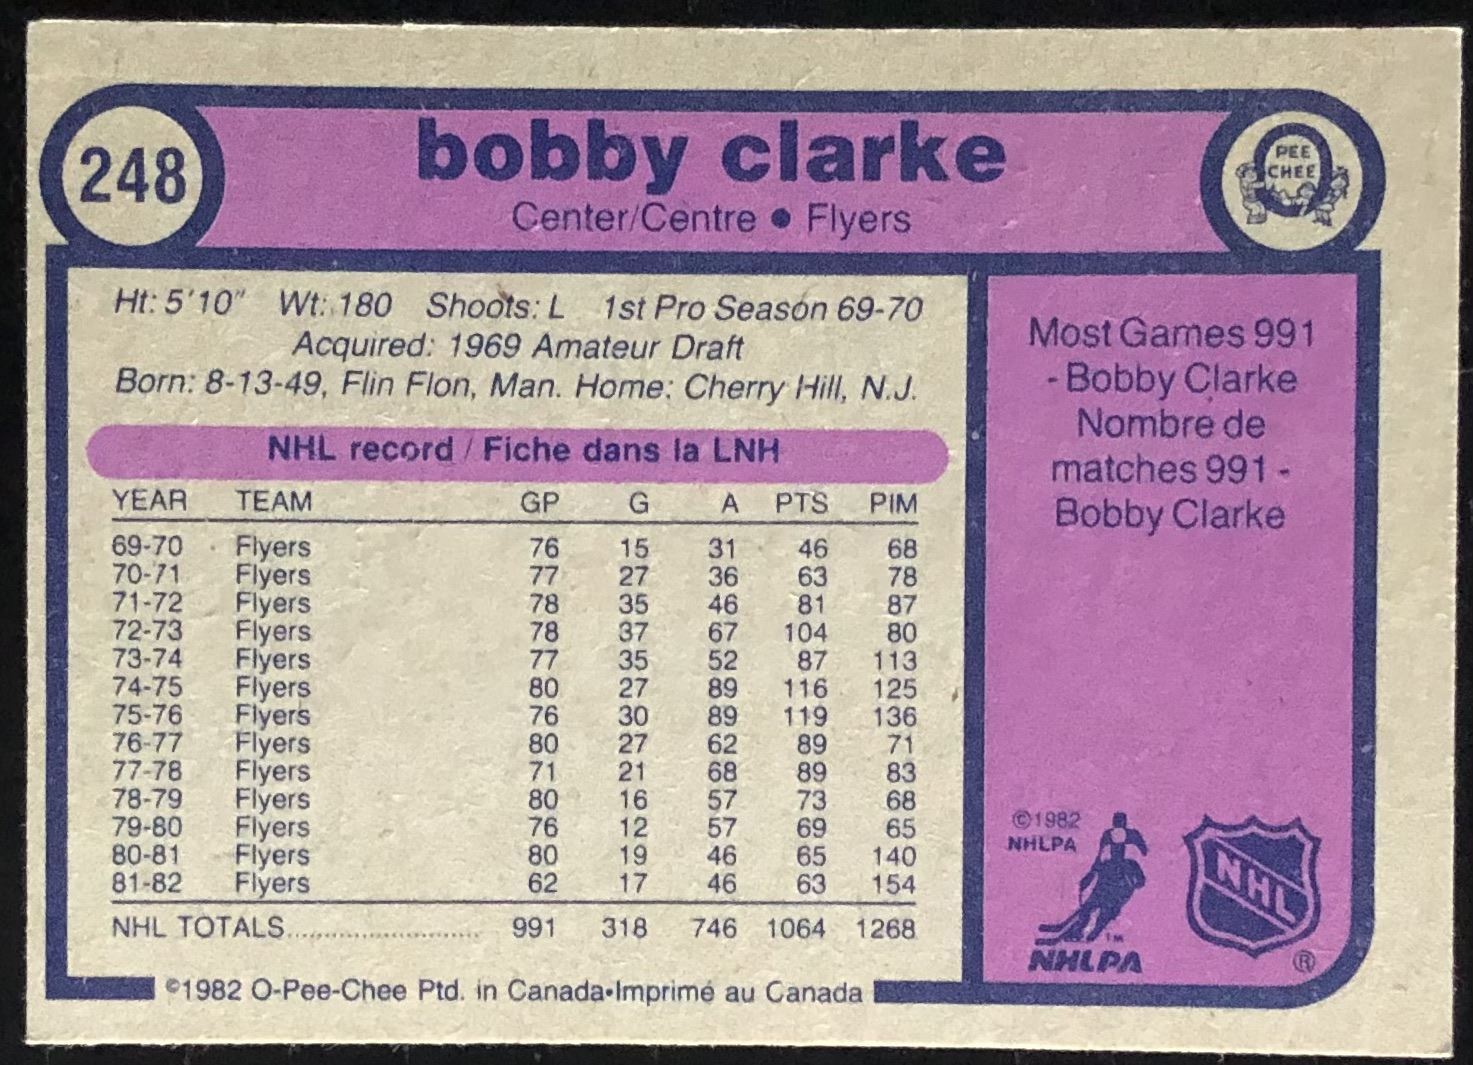 248
bobby clarke
Center/Centre • Flyers
PEE
CHEE
Ht: 5'10" Wt: 180 Shoots: L 1st Pro Season 69-70
Acquired: 1969 Amateur Draft
Born: 8-13-49, Flin Flon, Man. Home: Cherry Hill, N.J.
NHL record / Fiche dans la LNH
YEAR TEAM GP G A PTS PIM
69-70 Flyers 76 15 31 46 68
70-71 Flyers 77 27 36 63 78
71-72 Flyers 78 35 46 81 87
72-73 Flyers 78 37 67 104 80
73-74 Flyers 77 35 52 87 113
74-75 Flyers 80 27 89 116 125
75-76 Flyers 76 30 89 119 136
76-77 Flyers 80 27 62 89 71
77-78 Flyers 71 21 68 89 83
78-79 Flyers 80 16 57 73 68
79-80 Flyers 76 12 57 69 65
80-81 Flyers 80 19 46 65 140
81-82 Flyers 62 17 46 63 154
NHL TOTALS.......................... 991 318 746 1064 1268
©1982 O-Pee-Chee Ptd. in Canada•Imprimé au Canada
Most Games 991
- Bobby Clarke
Nombre de
matches 991 -
Bobby Clarke
©1982
NHLPA
TM
NHLPA
NHL
®